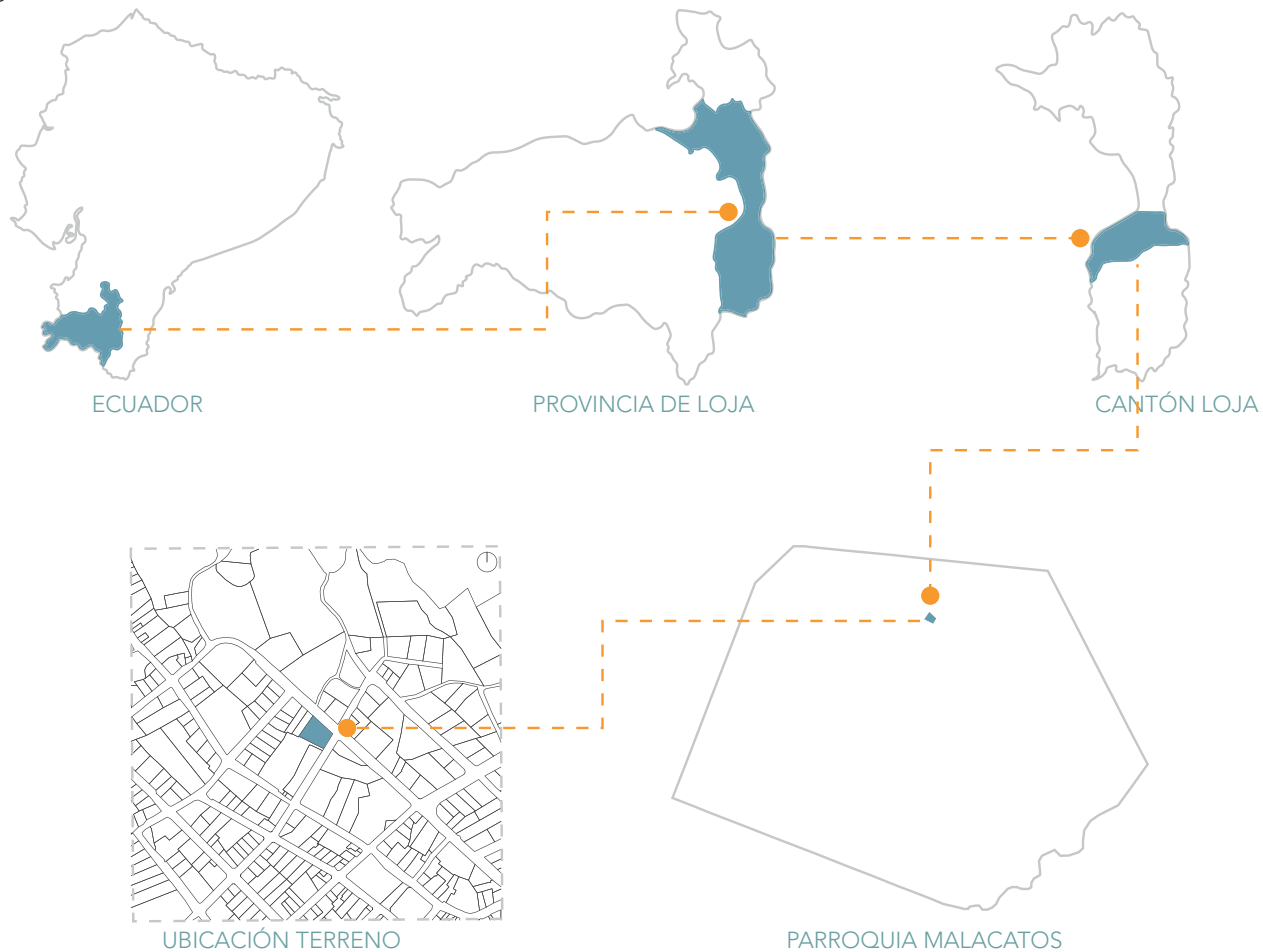 ECUADOR
PROVINCIA DE LOJA
CANTÓN LOJA
UBICACIÓN TERRENO
PARROQUIA MALACATOS